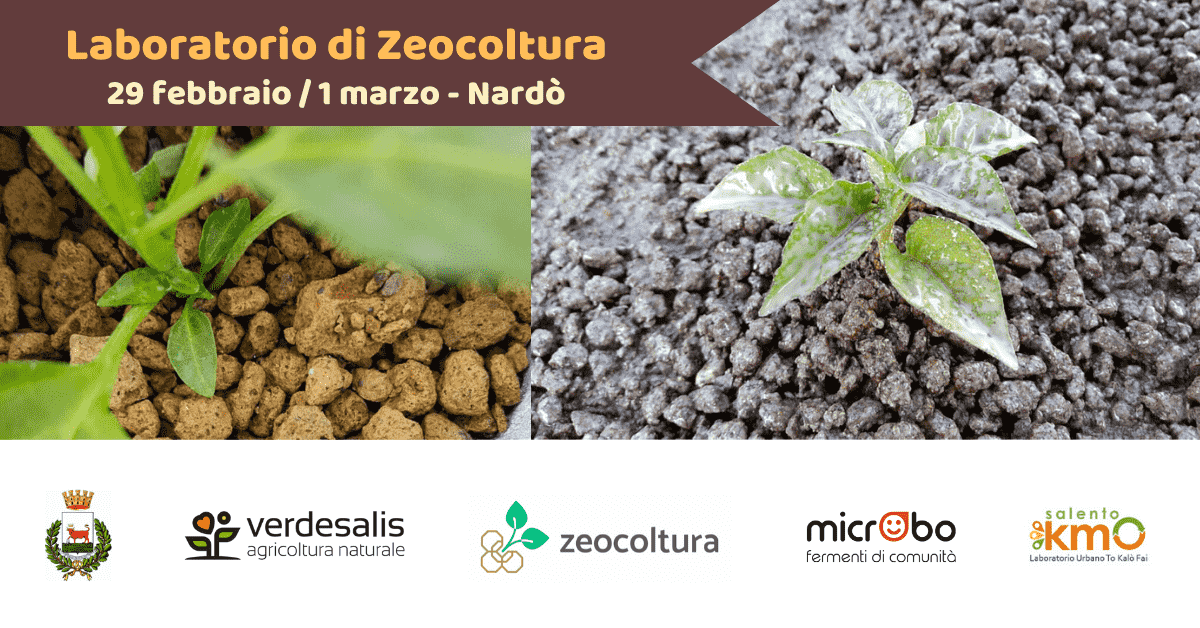 Laboratorio di Zeocoltura
29 febbraio / 1 marzo - Nardò
verdesalis
agricoltura naturale
zeocoltura
microbo
fermenti di comunità
salento
km0
Laboratorio Urbano To Kalò Fai